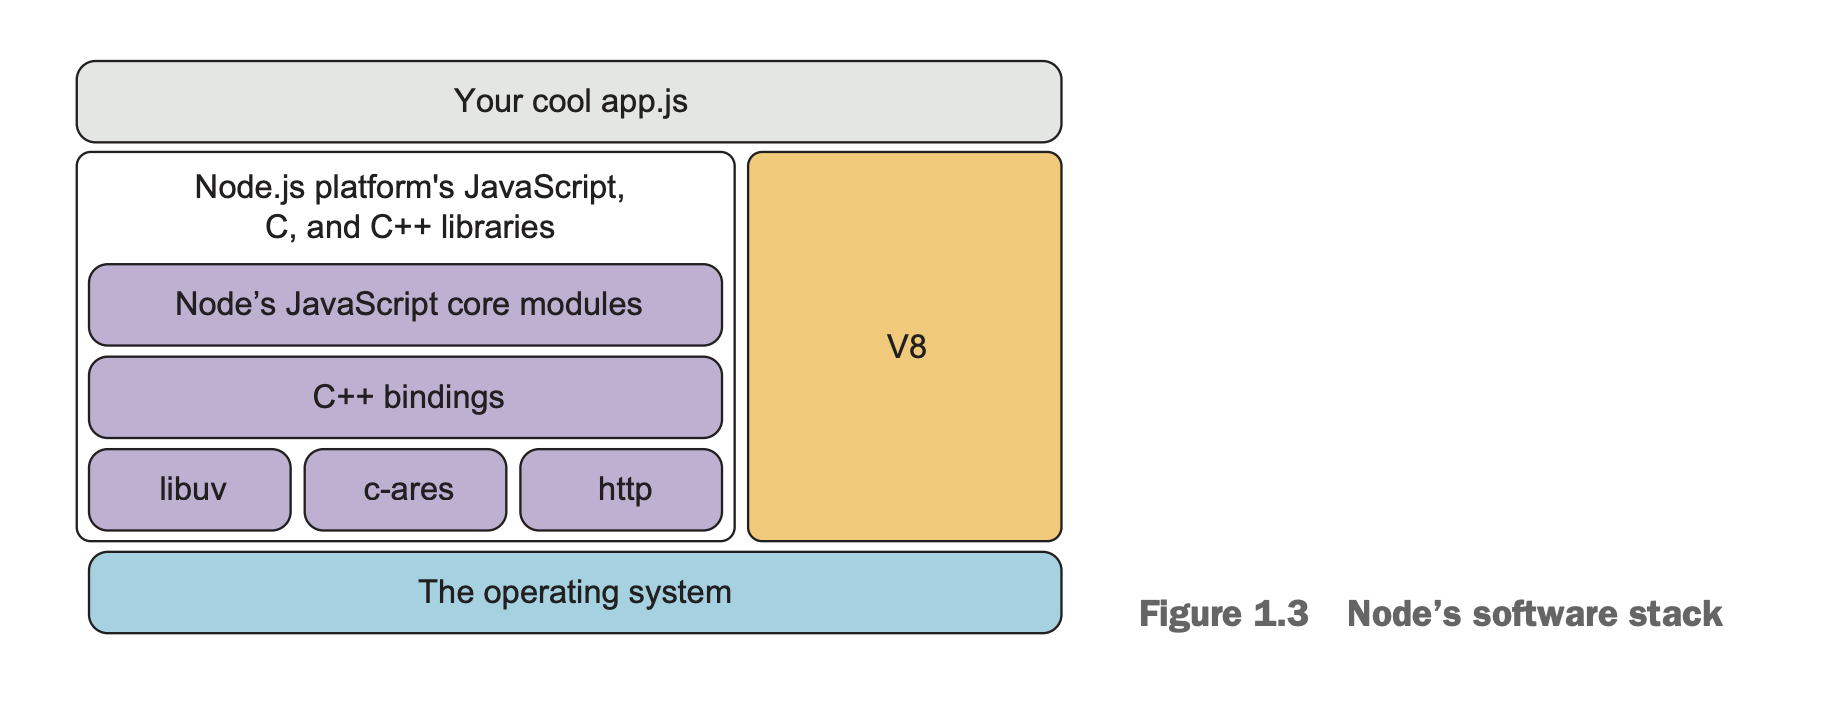 Your cool app.js
Node.js platform's JavaScript,
C, and C++ libraries
Node’s JavaScript core modules
C++ bindings
libuv
c-ares
http
V8
The operating system
Figure 1.3 Node’s software stack